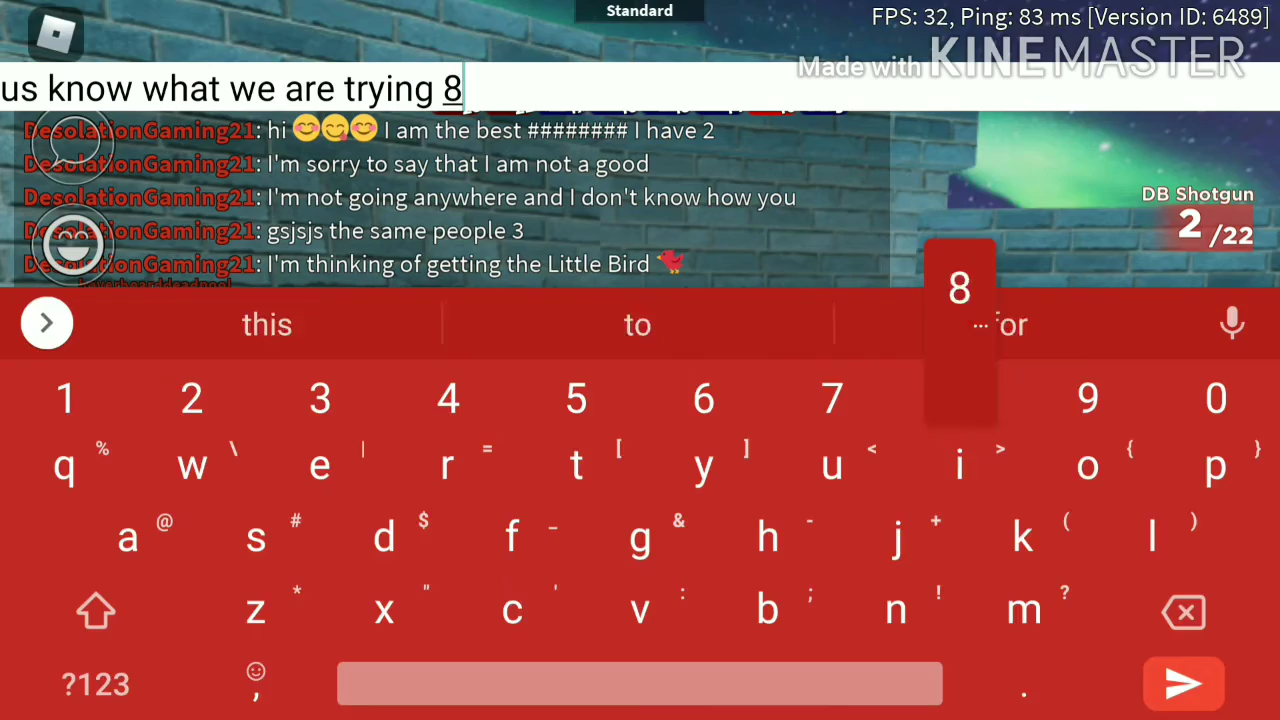 Standard
FPS: 32, Ping: 83 ms [Version ID: 6489]
Made with KINEMASTER
us know what we are trying 8
DesolationGaming21: hi 😊😋😊 I am the best ######## I have 2
DesolationGaming21: I'm sorry to say that I am not a good
DesolationGaming21: I'm not going anywhere and I don't know how you
DesolationGaming21: gsjsjs the same people 3
DesolationGaming21: I'm thinking of getting the Little Bird 🐦
DB Shotgun
2/22
8
...
this to for
1 2 3 4 5 6 7 9 0
q % w \ e | r = t [ y ] u < i > o { p }
a @ s # d $ f _ g & h - j + k ( l )
z * x " c ' v : b ; n ! m ?
?123 , .